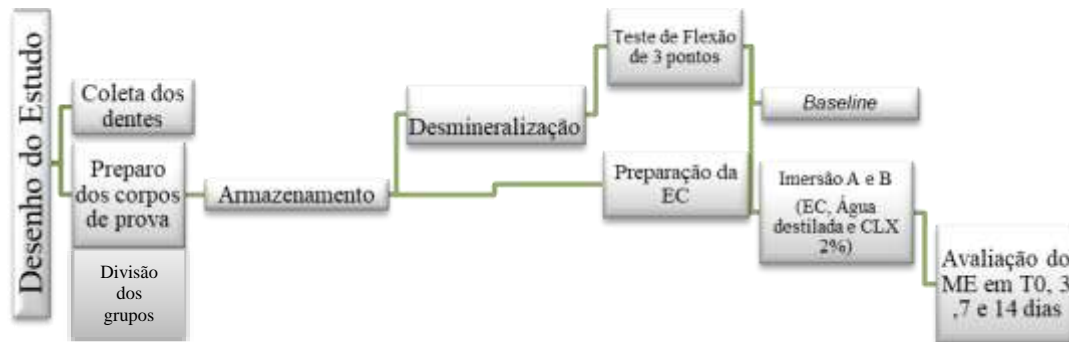 Desenho do Estudo
Coleta dos
dentes
Preparo
dos corpos
de prova
Divisão
dos
grupos
Armazenamento
Desmineralização
Teste de Flexão
de 3 pontos
Preparação da
EC
Baseline
Imersão A e B
(EC, Água
destilada e CLX
2%)
Avaliação do
ME em T0, 3
,7 e 14 dias